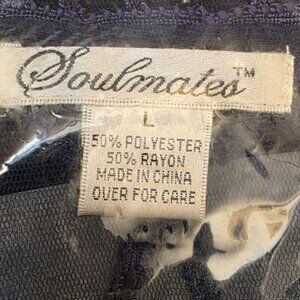 Soulmates™
L
50% POLYESTER
50% RAYON
MADE IN CHINA
OVER FOR CARE